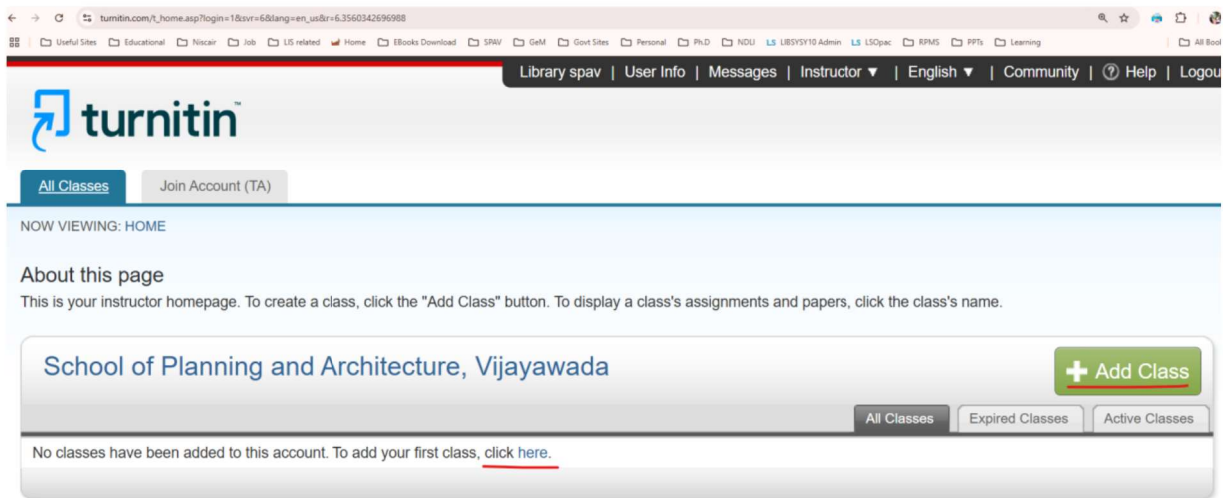 turnitin.com/t_home.asp?login=1&svr=6&lang=en_us&r=6.3560342696988
Useful Sites Educational Niscair Job LIS related Home EBooks Download SPAV GeM Govt Sites Personal Ph.D NDLI LS LIBSYSY10 Admin LS LSOpac RPMS PPTs Learning All Book
Library spav | User Info | Messages | Instructor ▼ | English ▼ | Community | ? Help | Logou
turnitin™
All Classes Join Account (TA)
NOW VIEWING: HOME
About this page
This is your instructor homepage. To create a class, click the "Add Class" button. To display a class's assignments and papers, click the class's name.
School of Planning and Architecture, Vijayawada
Add Class
All Classes Expired Classes Active Classes
No classes have been added to this account. To add your first class, click here.